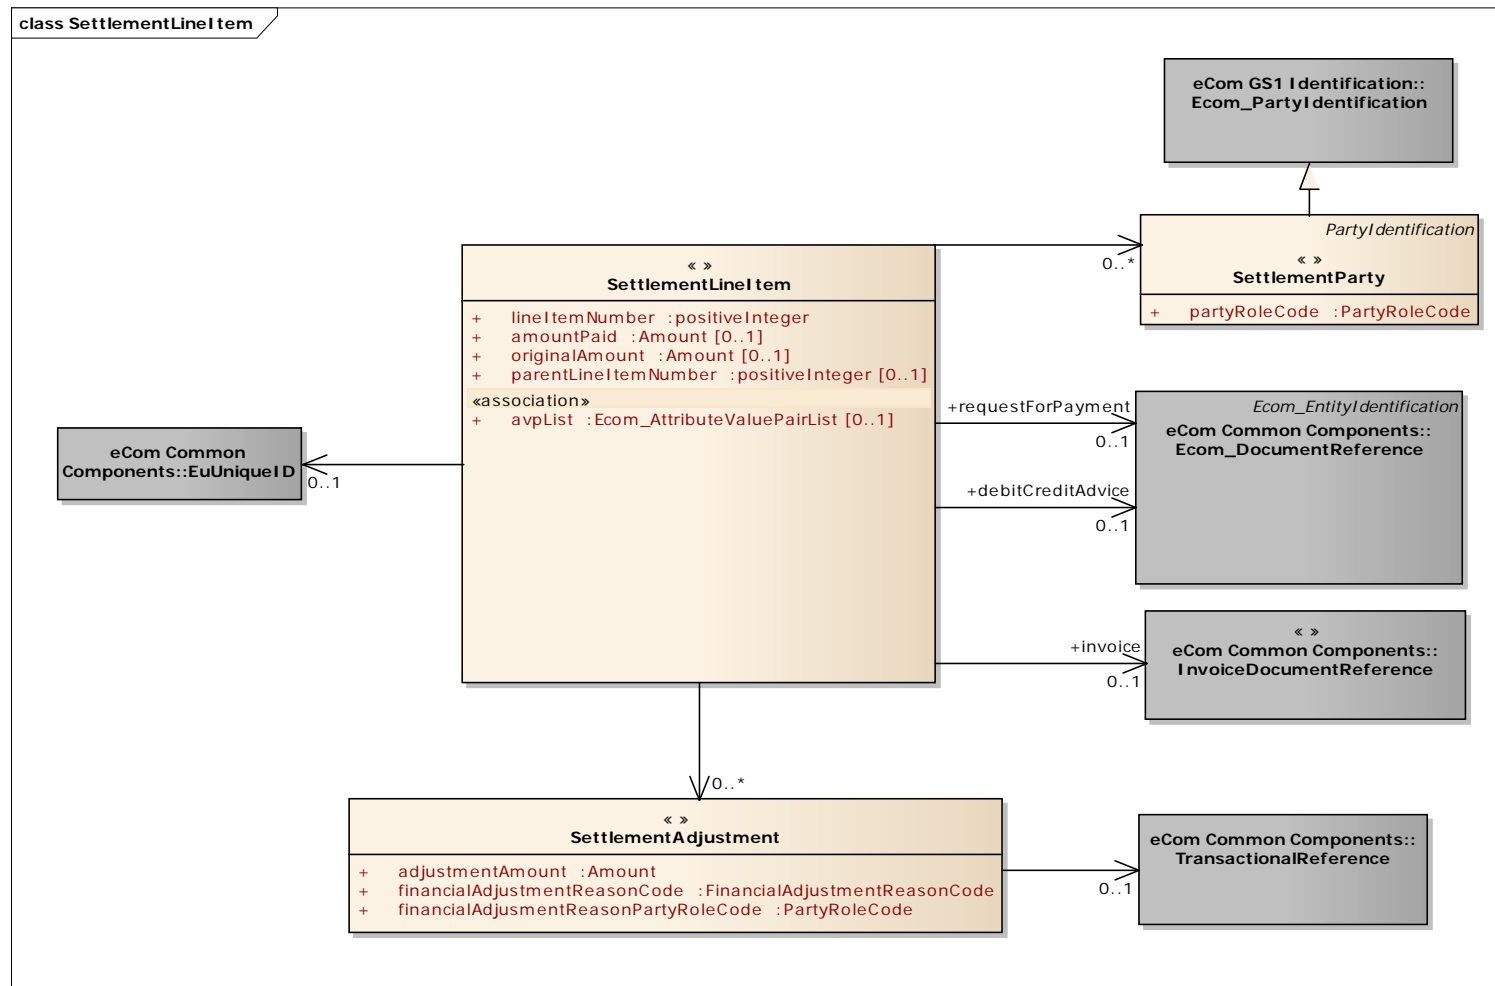 class SettlementLineItem
eCom GS1 Identification::
Ecom_PartyIdentification
PartyIdentification
« »
SettlementParty
+ partyRoleCode :PartyRoleCode
0..*
« »
SettlementLineItem
+ lineItemNumber :positiveInteger
+ amountPaid :Amount [0..1]
+ originalAmount :Amount [0..1]
+ parentLineItemNumber :positiveInteger [0..1]
«association»
+ avpList :Ecom_AttributeValuePairList [0..1]
+requestForPayment
0..1
+debitCreditAdvice
0..1
Ecom_EntityIdentification
eCom Common Components::
Ecom_DocumentReference
eCom Common
Components::EuUniqueID
0..1
+invoice
0..1
« »
eCom Common Components::
InvoiceDocumentReference
0..*
« »
SettlementAdjustment
+ adjustmentAmount :Amount
+ financialAdjustmentReasonCode :FinancialAdjustmentReasonCode
+ financialAdjusmentReasonPartyRoleCode :PartyRoleCode
0..1
eCom Common Components::
TransactionalReference